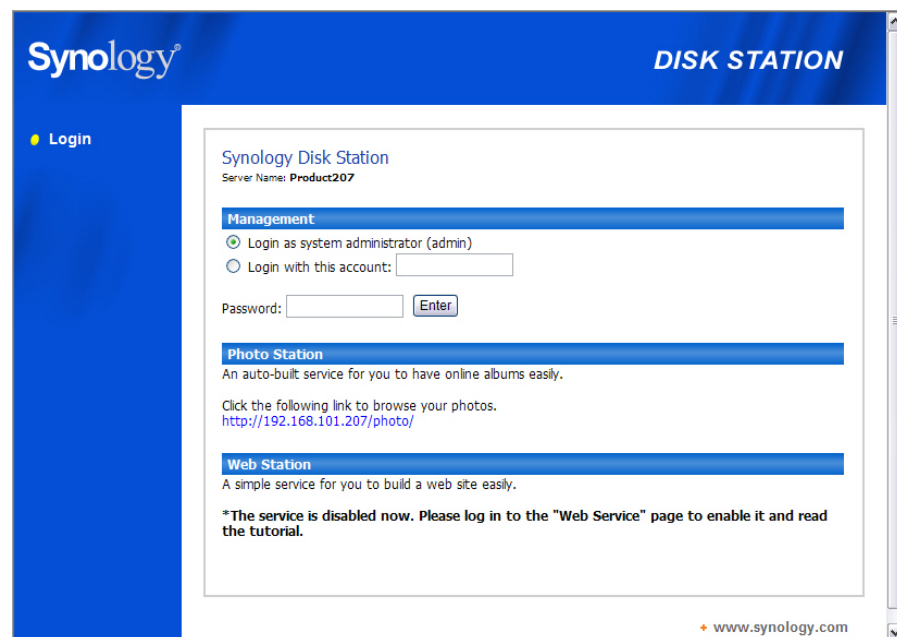 Synology®
DISK STATION
Login
Synology Disk Station
Server Name: Product207
Management
Login as system administrator (admin)
Login with this account:
Password:
Enter
Photo Station
An auto-built service for you to have online albums easily.
Click the following link to browse your photos.
http://192.168.101.207/photo/
Web Station
A simple service for you to build a web site easily.
*The service is disabled now. Please log in to the "Web Service" page to enable it and read
the tutorial.
+ www.synology.com